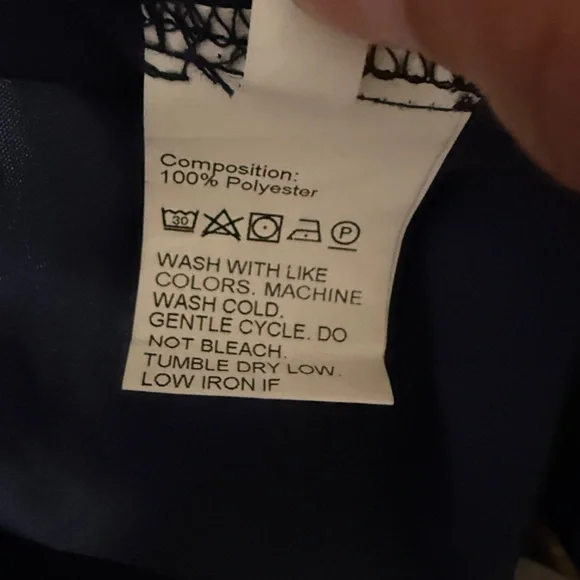 Composition:
100% Polyester
30 P
WASH WITH LIKE
COLORS. MACHINE
WASH COLD.
GENTLE CYCLE. DO
NOT BLEACH.
TUMBLE DRY LOW.
LOW IRON IF